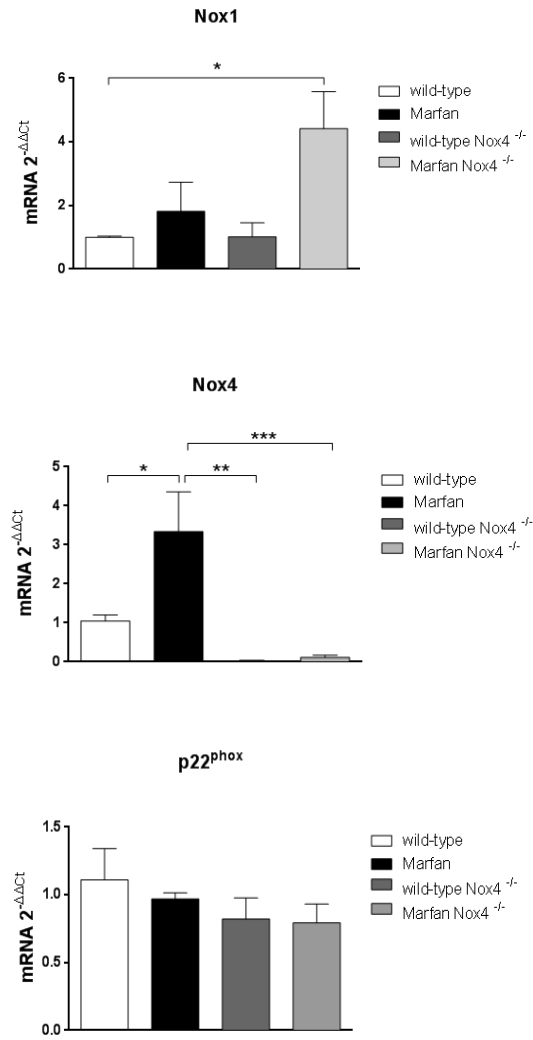 Nox1
*
6
4
2
0
mRNA 2^-ΔΔCt
wild-type
Marfan
wild-type Nox4 -/-
Marfan Nox4 -/-
Nox4
***
* **
5
4
3
2
1
0
mRNA 2^-ΔΔCt
wild-type
Marfan
wild-type Nox4 -/-
Marfan Nox4 -/-
p22phox
1.5
1.0
0.5
0.0
mRNA 2^-ΔΔCt
wild-type
Marfan
wild-type Nox4 -/-
Marfan Nox4 -/-